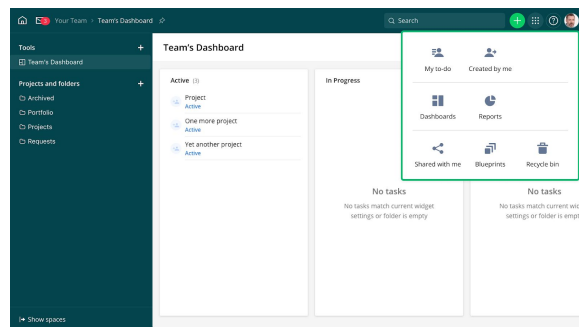 Your Team > Team's Dashboard
Search
Tools
Team's Dashboard
Projects and folders
Archived
Portfolio
Projects
Requests
Show spaces
Team's Dashboard
Active (3)
Project
Active
One more project
Active
Yet another project
Active
In Progress
No tasks
No tasks match current widget
settings or folder is empty
No tasks
No tasks match current wid
settings or folder is empt
My to-do
Created by me
Dashboards
Reports
Shared with me
Blueprints
Recycle bin